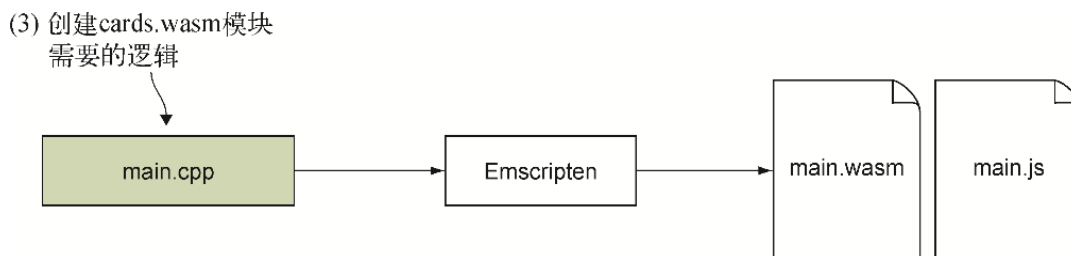 (3) 创建cards.wasm模块
需要的逻辑
main.cpp
Emscripten
main.wasm
main.js